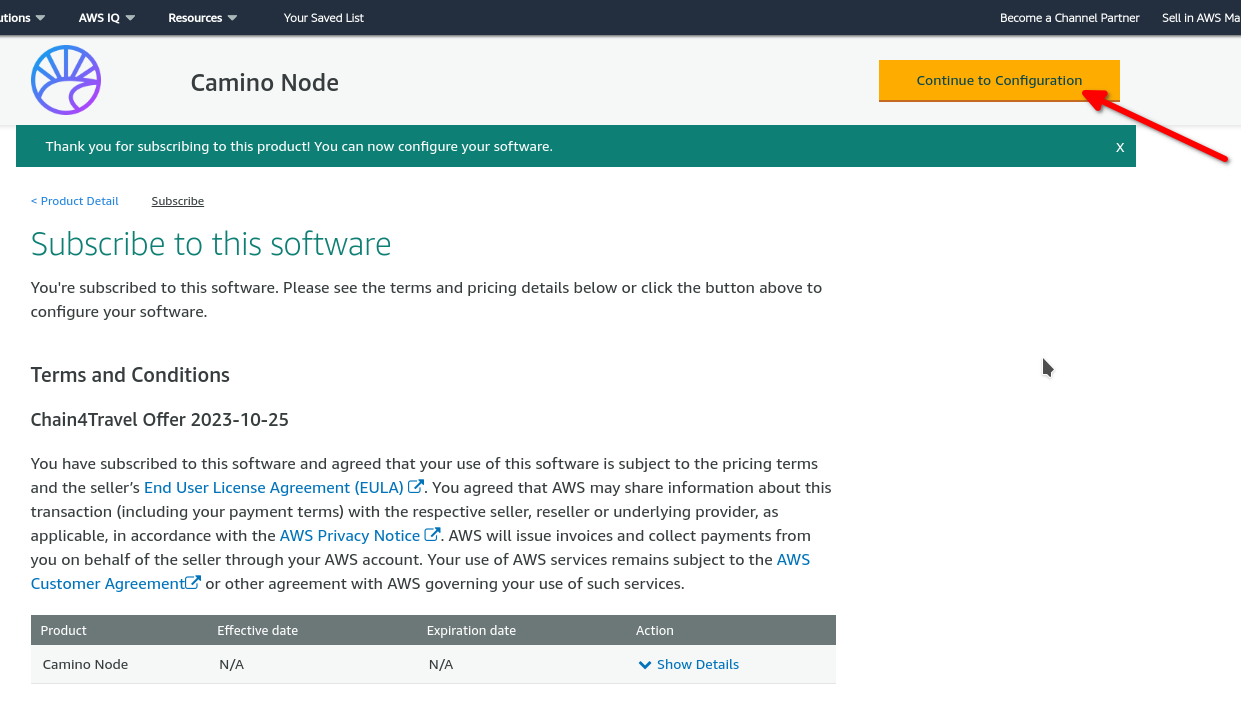 utions AWS IQ Resources Your Saved List Become a Channel Partner Sell in AWS Ma
Camino Node
Continue to Configuration
Thank you for subscribing to this product! You can now configure your software. X
< Product Detail Subscribe
Subscribe to this software
You're subscribed to this software. Please see the terms and pricing details below or click the button above to
configure your software.
Terms and Conditions
Chain4Travel Offer 2023-10-25
You have subscribed to this software and agreed that your use of this software is subject to the pricing terms
and the seller’s End User License Agreement (EULA). You agreed that AWS may share information about this
transaction (including your payment terms) with the respective seller, reseller or underlying provider, as
applicable, in accordance with the AWS Privacy Notice. AWS will issue invoices and collect payments from
you on behalf of the seller through your AWS account. Your use of AWS services remains subject to the AWS
Customer Agreement or other agreement with AWS governing your use of such services.
Product Effective date Expiration date Action
Camino Node N/A N/A Show Details